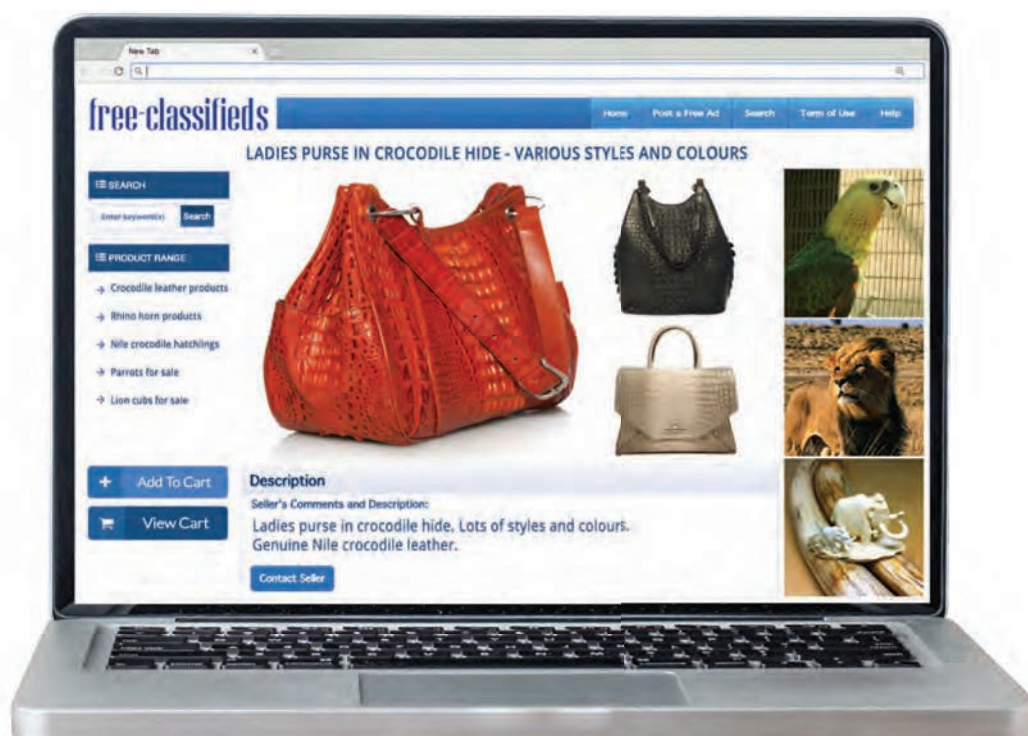 New Tab
free-classifieds
Home Post a Free Ad Search Term of Use Help
LADIES PURSE IN CROCODILE HIDE - VARIOUS STYLES AND COLOURS
SEARCH
Enter keyword(s) Search
PRODUCT RANGE
Crocodile leather products
Rhino horn products
Nile crocodile hatchlings
Parrots for sale
Lion cubs for sale
Add To Cart
View Cart
Description
Seller's Comments and Description:
Ladies purse in crocodile hide. Lots of styles and colours.
Genuine Nile crocodile leather.
Contact Seller